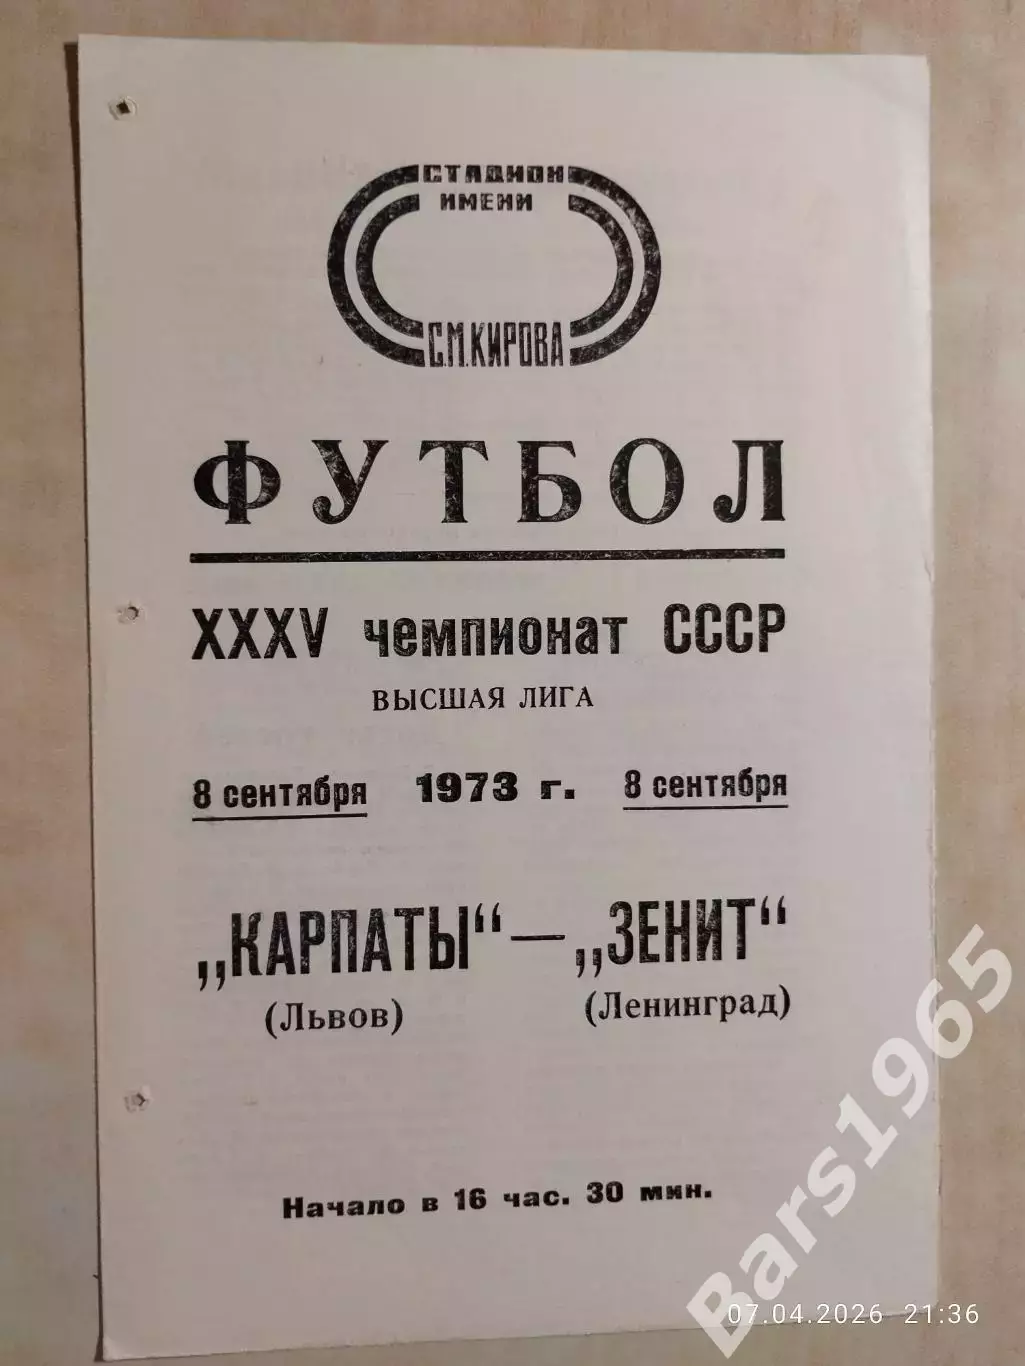 СТАДИОН
ИМЕНИ
С.М.КИРОВА
ФУТБОЛ
XXXV чемпионат СССР
ВЫСШАЯ ЛИГА
8 сентября 1973 г. 8 сентября
„КАРПАТЫ“ — „ЗЕНИТ“
(Львов) (Ленинград)
Начало в 16 час. 30 мин.
Bars1965
07.04.2026 21:36